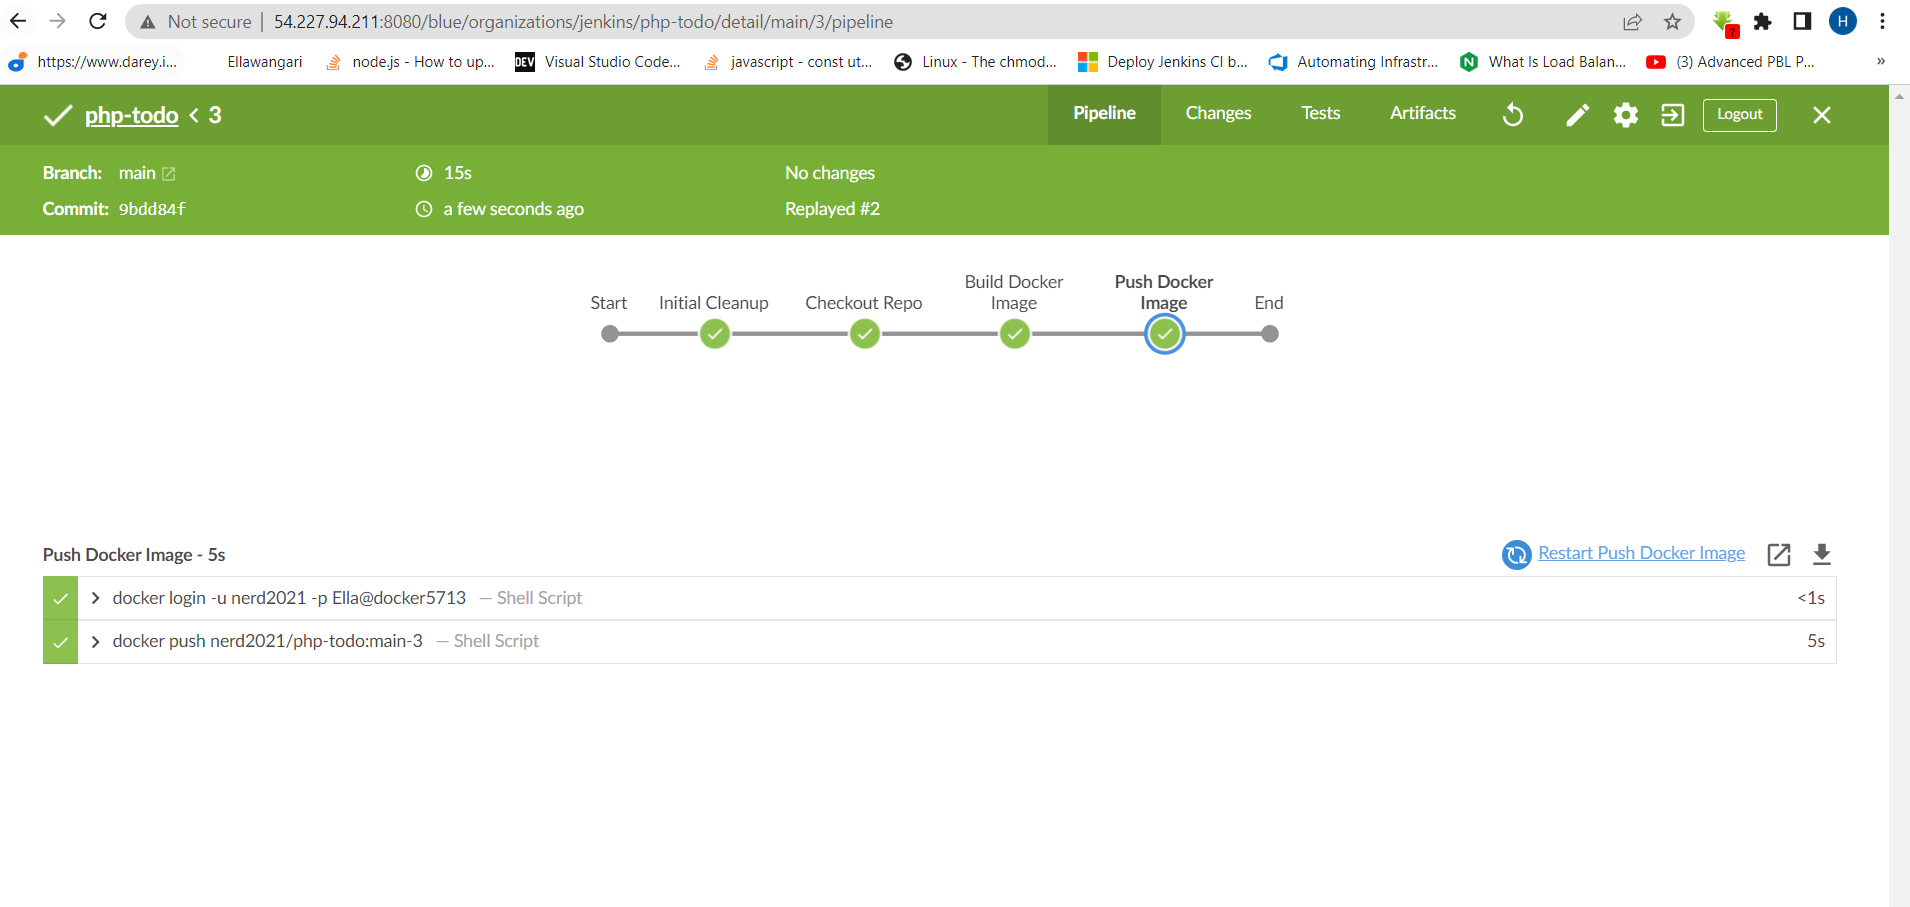 Not secure | 54.227.94.211:8080/blue/organizations/jenkins/php-todo/detail/main/3/pipeline
H
https://www.darey.i... Ellawangari node.js - How to up... DEV Visual Studio Code... javascript - const ut... Linux - The chmod... Deploy Jenkins CI b... Automating Infrastr... N What Is Load Balan... (3) Advanced PBL P... »
php-todo < 3 Pipeline Changes Tests Artifacts Logout
Branch: main 15s No changes
Commit: 9bdd84f a few seconds ago Replayed #2
Build Docker Push Docker
Start Initial Cleanup Checkout Repo Image Image End
Push Docker Image - 5s Restart Push Docker Image
docker login -u nerd2021 -p Ella@docker5713 — Shell Script <1s
docker push nerd2021/php-todo:main-3 — Shell Script 5s